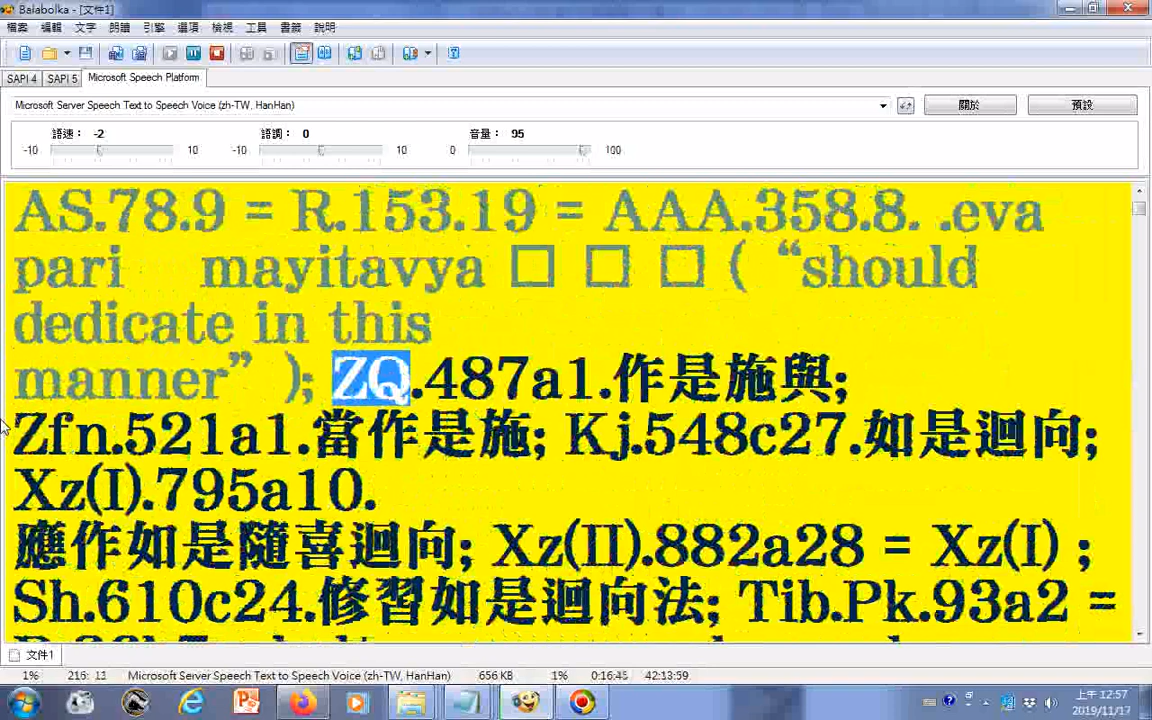 Balabolka - [文件1]
檔案 編輯 文字 朗讀 引擎 選項 檢視 工具 書籤 說明
SAPI 4 SAPI 5 Microsoft Speech Platform
Microsoft Server Speech Text to Speech Voice (zh-TW, HanHan) 關於 預設
語速： -2 語調： 0 音量： 95
-10 10 -10 10 0 100
AS.78.9 = R.153.19 = AAA.358.8. .eva
pari mayitavya □ □ □ ( “should
dedicate in this
manner” ); ZQ.487a1.作是施與;
Zfn.521a1.當作是施; Kj.548c27.如是迴向;
Xz(I).795a10.
應作如是隨喜迴向; Xz(II).882a28 = Xz(I) ;
Sh.610c24.修習如是迴向法; Tib.Pk.93a2 =
文件1
1% 216: 11 Microsoft Server Speech Text to Speech Voice (zh-TW, HanHan) 656 KB 1% 0:16:45 42:13:59
上午 12:57
2019/11/17